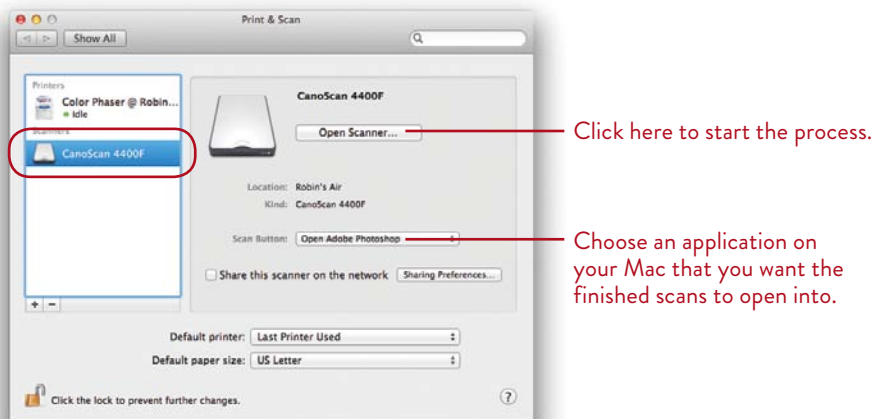 Print & Scan
Show All
Printers
Color Phaser @ Robin...
Idle
Scanners
CanoScan 4400F
CanoScan 4400F
Open Scanner...
Click here to start the process.
Location: Robin's Air
Kind: CanoScan 4400F
Scan Button: Open Adobe Photoshop
Choose an application on
your Mac that you want the
finished scans to open into.
Share this scanner on the network
Sharing Preferences...
+ −
Default printer: Last Printer Used
Default paper size: US Letter
Click the lock to prevent further changes.
?